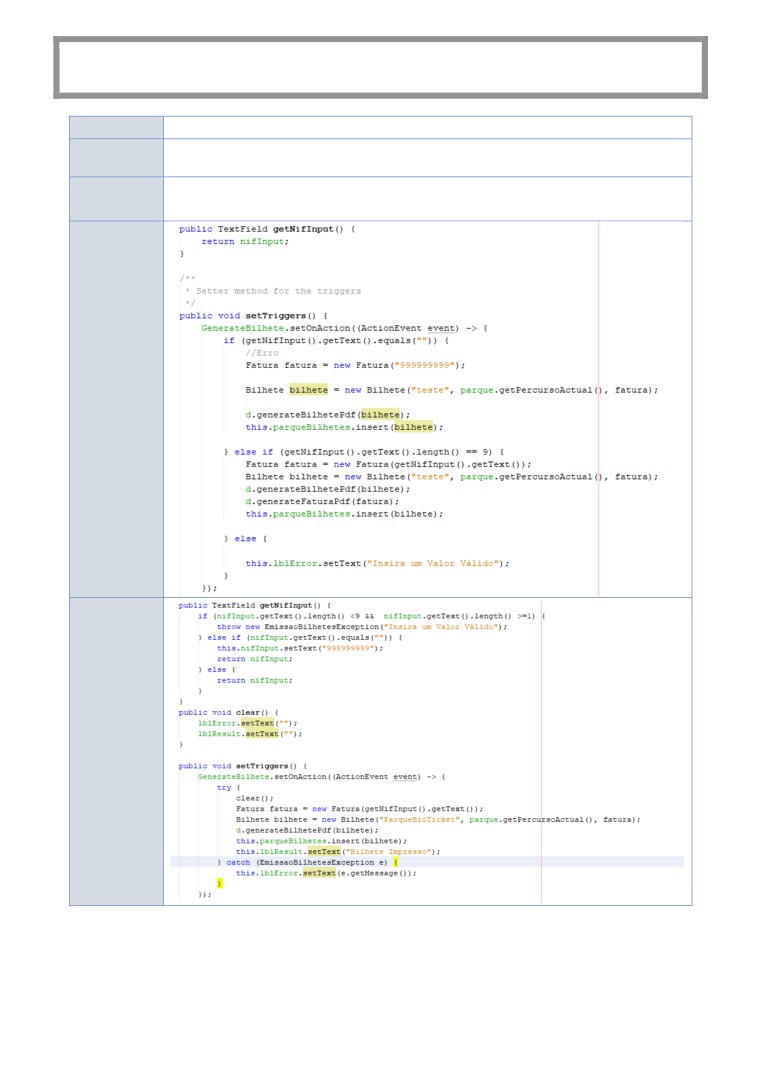 public TextField getNifInput() {
return nifInput;
}
/**
* Setter method for the triggers
*/
public void setTriggers() {
GenerateBilhete.setOnAction((ActionEvent event) -> {
if (getNifInput().getText().equals("")) {
//Erro
Fatura fatura = new Fatura("999999999");
Bilhete bilhete = new Bilhete("teste", parque.getPercursoActual(), fatura);
d.generateBilhetePdf(bilhete);
this.parqueBilhetes.insert(bilhete);
} else if (getNifInput().getText().length() == 9) {
Fatura fatura = new Fatura(getNifInput().getText());
Bilhete bilhete = new Bilhete("teste", parque.getPercursoActual(), fatura);
d.generateBilhetePdf(bilhete);
d.generateFaturaPdf(fatura);
this.parqueBilhetes.insert(bilhete);
} else {
this.lblError.setText("Insira um Valor Válido");
}
});
public TextField getNifInput() {
if (nifInput.getText().length() <9 && nifInput.getText().length() >=1) {
throw new EmissaoBilhetesException("Insira um Valor Válido");
} else if (nifInput.getText().equals("")) {
this.nifInput.setText("999999999");
return nifInput;
} else {
return nifInput;
}
}
public void clear() {
lblError.setText("");
lblResult.setText("");
}
public void setTriggers() {
GenerateBilhete.setOnAction((ActionEvent event) -> {
try {
clear();
Fatura fatura = new Fatura(getNifInput().getText());
Bilhete bilhete = new Bilhete("ParqueBioTicket", parque.getPercursoActual(), fatura);
d.generateBilhetePdf(bilhete);
this.parqueBilhetes.insert(bilhete);
this.lblResult.setText("Bilhete Impresso");
} catch (EmissaoBilhetesException e) {
this.lblError.setText(e.getMessage());
}
});